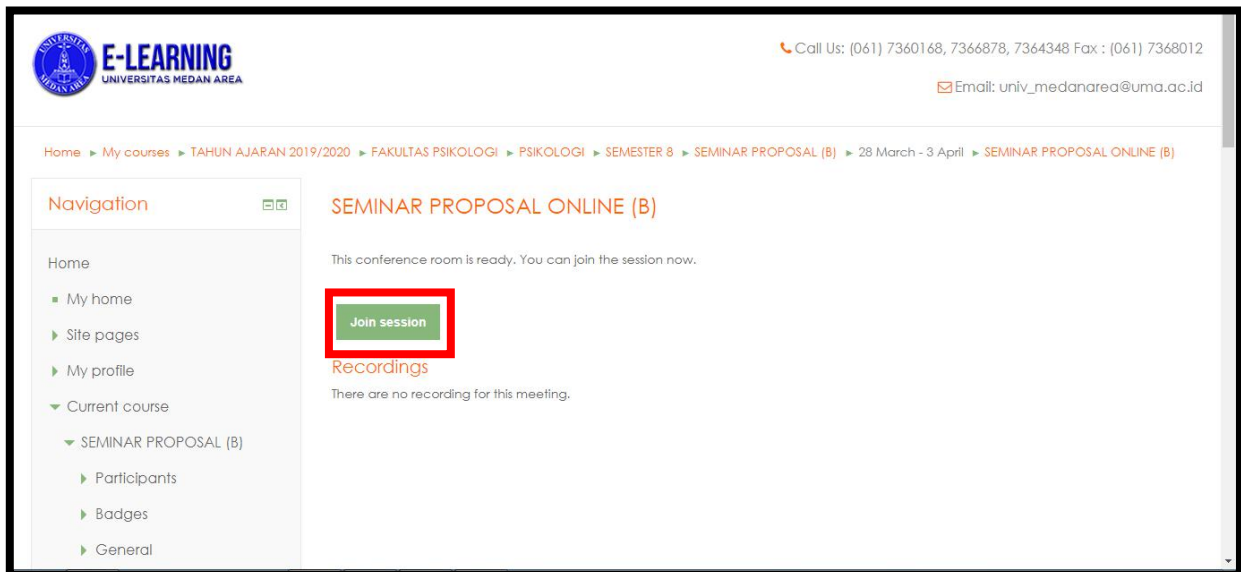 UNIVERSITAS
MEDAN AREA
E-LEARNING
UNIVERSITAS MEDAN AREA
Call Us: (061) 7360168, 7366878, 7364348 Fax : (061) 7368012
Email: univ_medanarea@uma.ac.id
Home ► My courses ► TAHUN AJARAN 2019/2020 ► FAKULTAS PSIKOLOGI ► PSIKOLOGI ► SEMESTER 8 ► SEMINAR PROPOSAL (B) ► 28 March - 3 April ► SEMINAR PROPOSAL ONLINE (B)
Navigation
Home
My home
Site pages
My profile
Current course
SEMINAR PROPOSAL (B)
Participants
Badges
General
SEMINAR PROPOSAL ONLINE (B)
This conference room is ready. You can join the session now.
Join session
Recordings
There are no recording for this meeting.